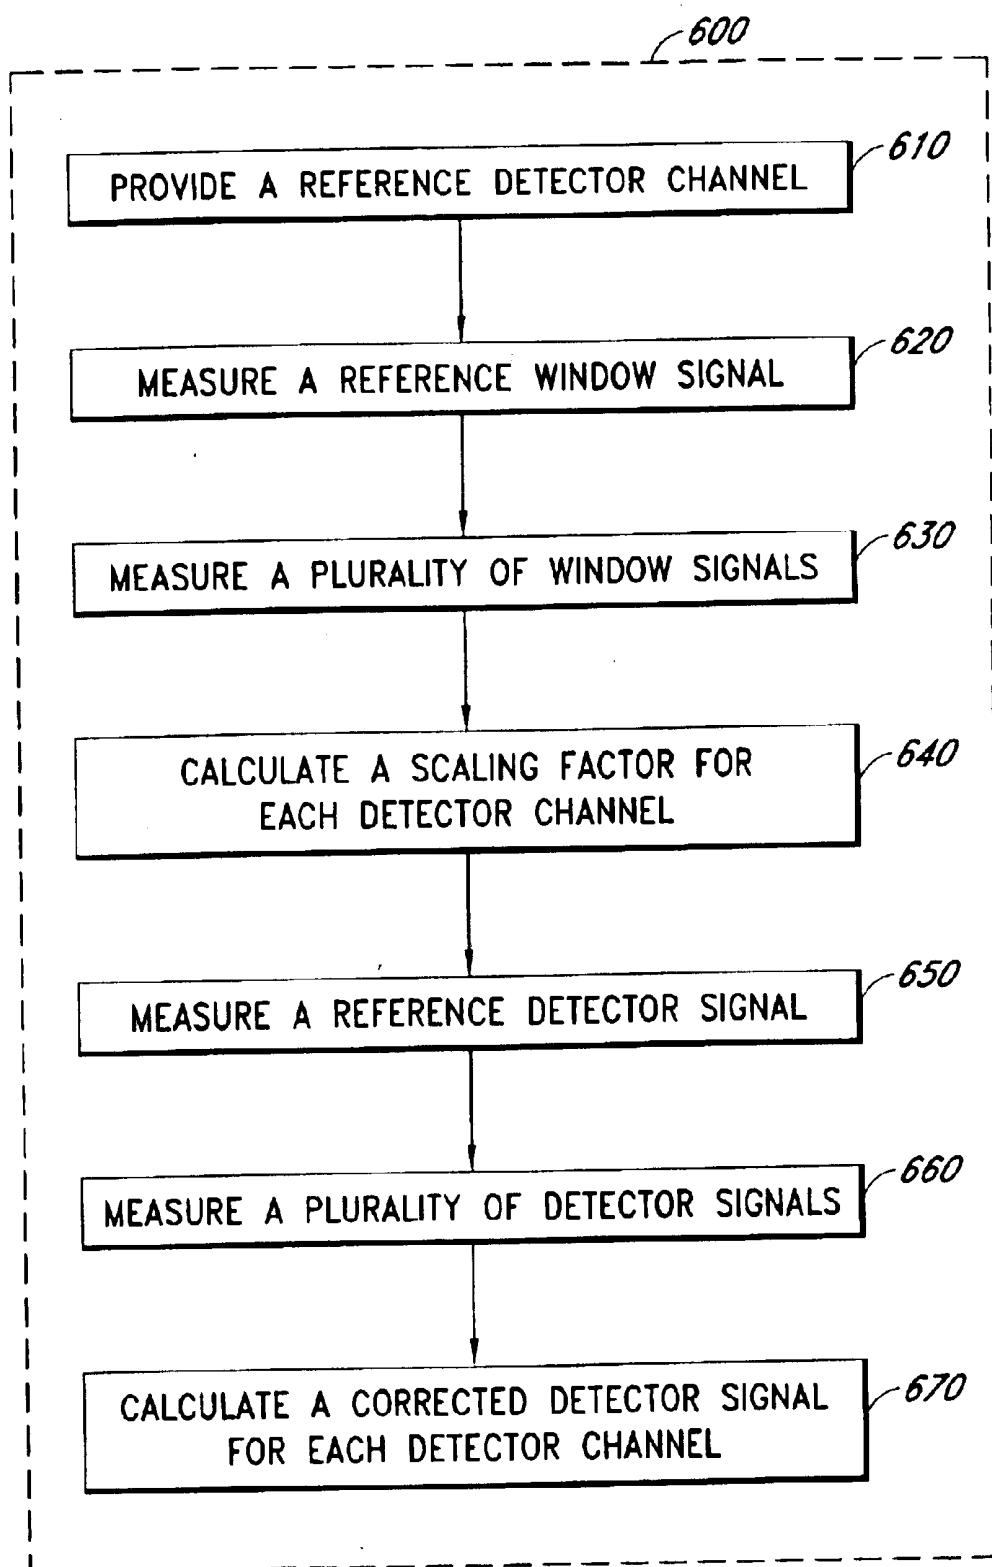 600
610
PROVIDE A REFERENCE DETECTOR CHANNEL
620
MEASURE A REFERENCE WINDOW SIGNAL
630
MEASURE A PLURALITY OF WINDOW SIGNALS
640
CALCULATE A SCALING FACTOR FOR
EACH DETECTOR CHANNEL
650
MEASURE A REFERENCE DETECTOR SIGNAL
660
MEASURE A PLURALITY OF DETECTOR SIGNALS
670
CALCULATE A CORRECTED DETECTOR SIGNAL
FOR EACH DETECTOR CHANNEL